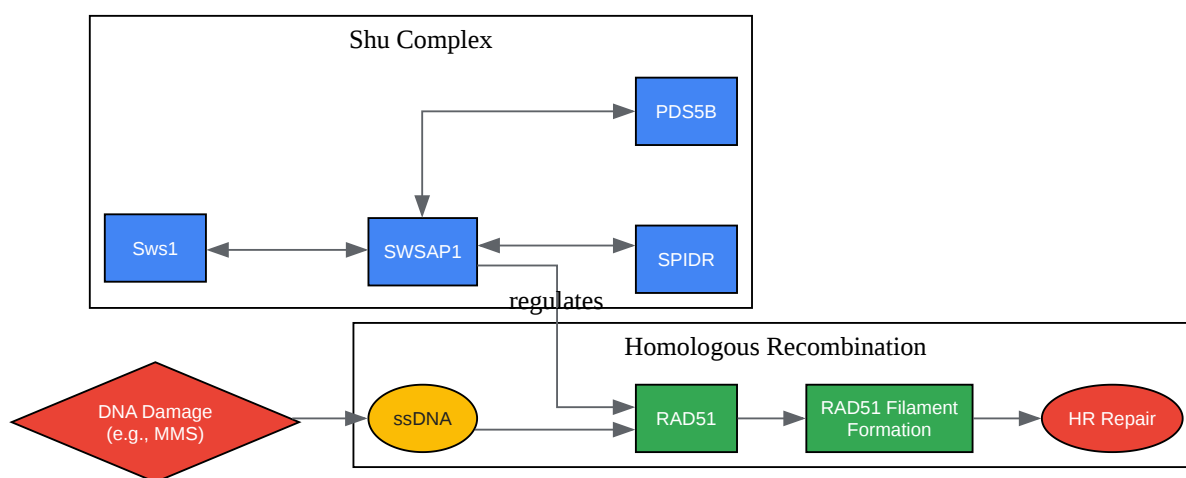 Shu Complex
PDS5B
Sws1
SWSAP1
SPIDR
regulates
Homologous Recombination
DNA Damage
(e.g., MMS)
ssDNA
RAD51
RAD51 Filament
Formation
HR Repair